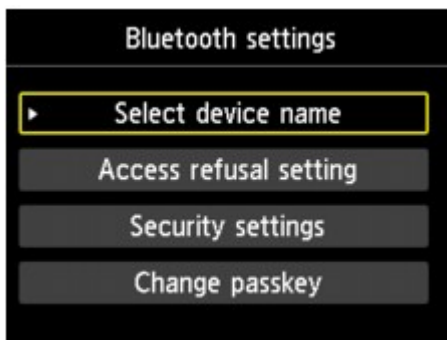 Bluetooth settings
Select device name
Access refusal setting
Security settings
Change passkey